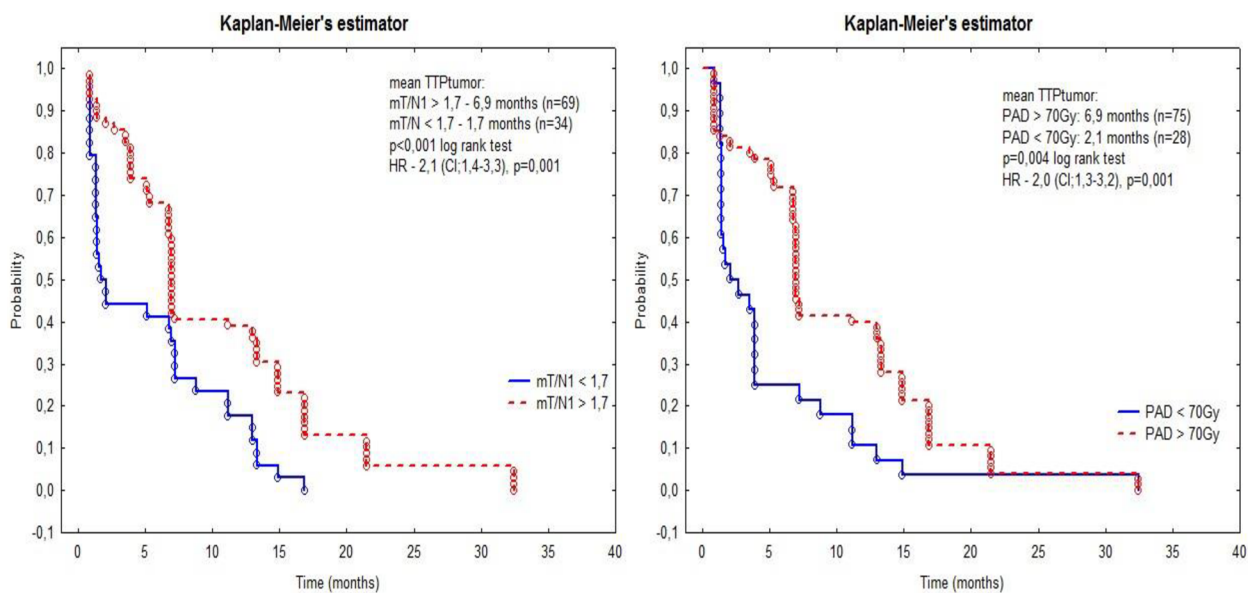 Kaplan-Meier's estimator
mean TTPtumor:
mT/N1 > 1,7 - 6,9 months (n=69)
mT/N < 1,7 - 1,7 months (n=34)
p<0,001 log rank test
HR - 2,1 (CI;1,4-3,3), p=0,001
1,0
0,9
0,8
0,7
0,6
0,5
0,4
0,3
0,2
0,1
0,0
-0,1
Probability
mT/N1 < 1,7
mT/N1 > 1,7
0 5 10 15 20 25 30 35 40
Time (months)
Kaplan-Meier's estimator
mean TTPtumor:
PAD > 70Gy: 6,9 months (n=75)
PAD < 70Gy: 2,1 months (n=28)
p=0,004 log rank test
HR - 2,0 (CI;1,3-3,2), p=0,001
1,0
0,9
0,8
0,7
0,6
0,5
0,4
0,3
0,2
0,1
0,0
-0,1
Probability
PAD < 70Gy
PAD > 70Gy
0 5 10 15 20 25 30 35 40
Time (months)